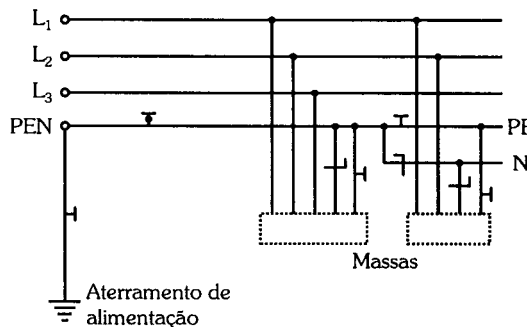 L₁
L₂
L₃
PEN
PE
N
Massas
Aterramento de
alimentação